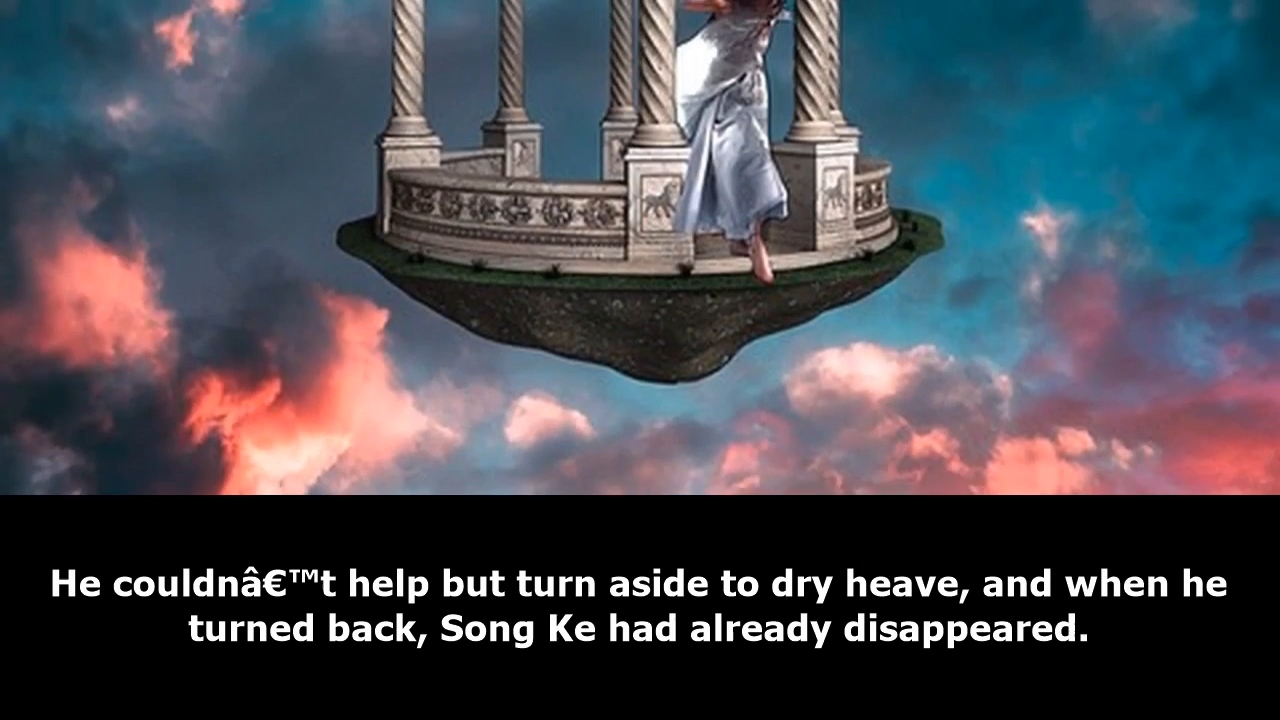 He couldnâ€™t help but turn aside to dry heave, and when he
turned back, Song Ke had already disappeared.